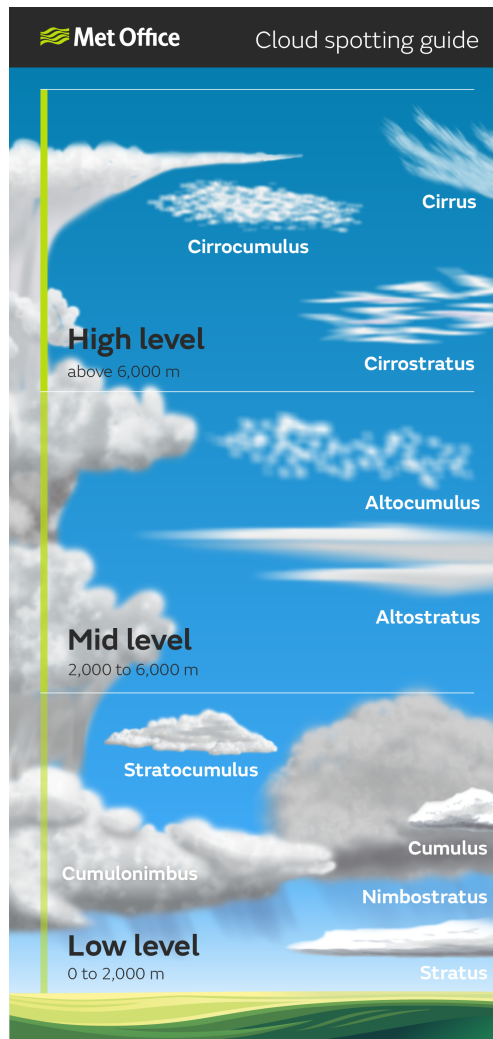 Met Office
Cloud spotting guide
Cirrus
Cirrocumulus
High level
above 6,000 m
Cirrostratus
Altocumulus
Altostratus
Mid level
2,000 to 6,000 m
Stratocumulus
Cumulus
Cumulonimbus
Nimbostratus
Low level
0 to 2,000 m
Stratus